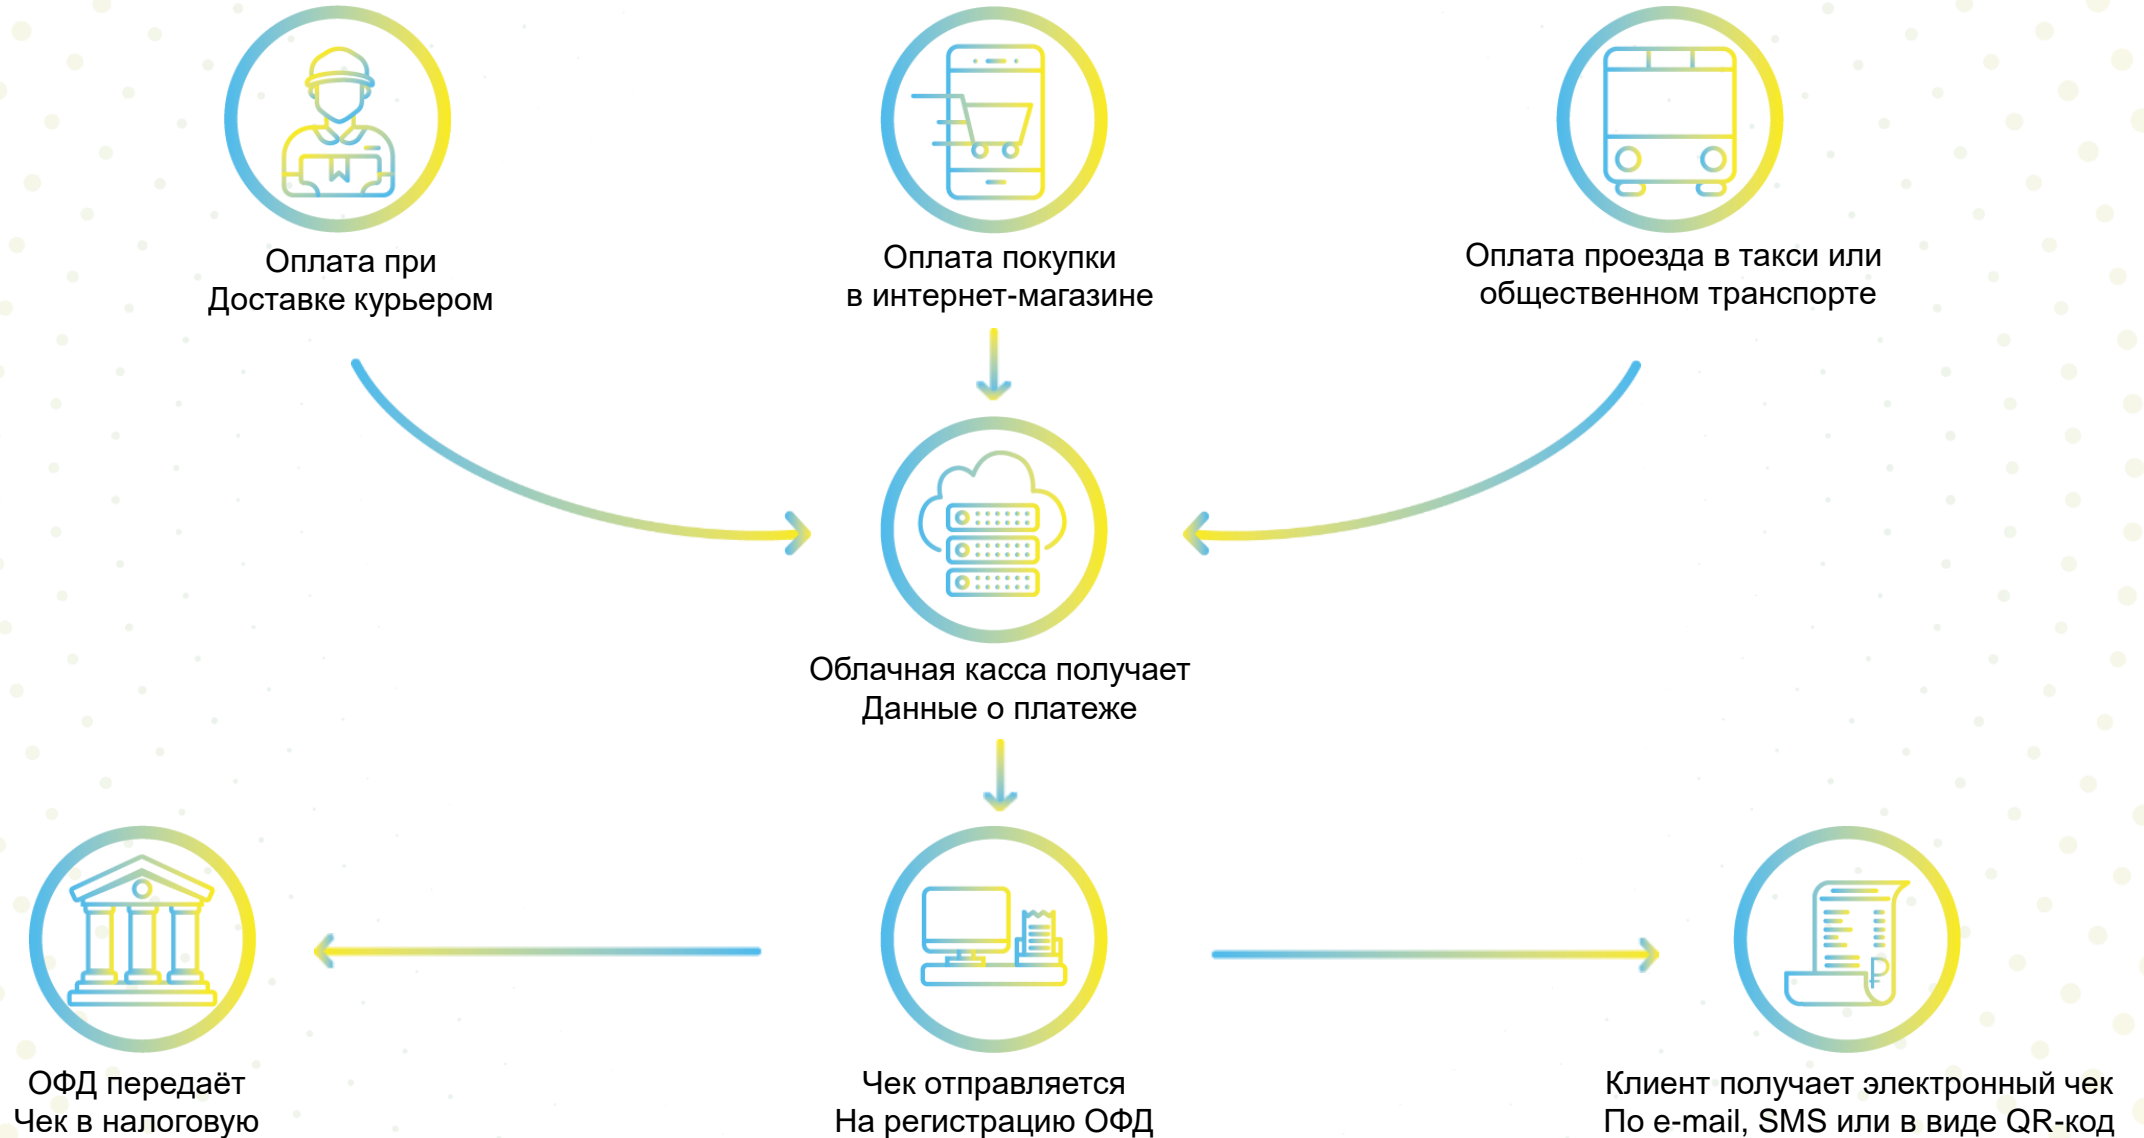 Оплата при
Доставке курьером
Оплата покупки
в интернет-магазине
Оплата проезда в такси или
общественном транспорте
Облачная касса получает
Данные о платеже
ОФД передаёт
Чек в налоговую
Чек отправляется
На регистрацию ОФД
Клиент получает электронный чек
По e-mail, SMS или в виде QR-код